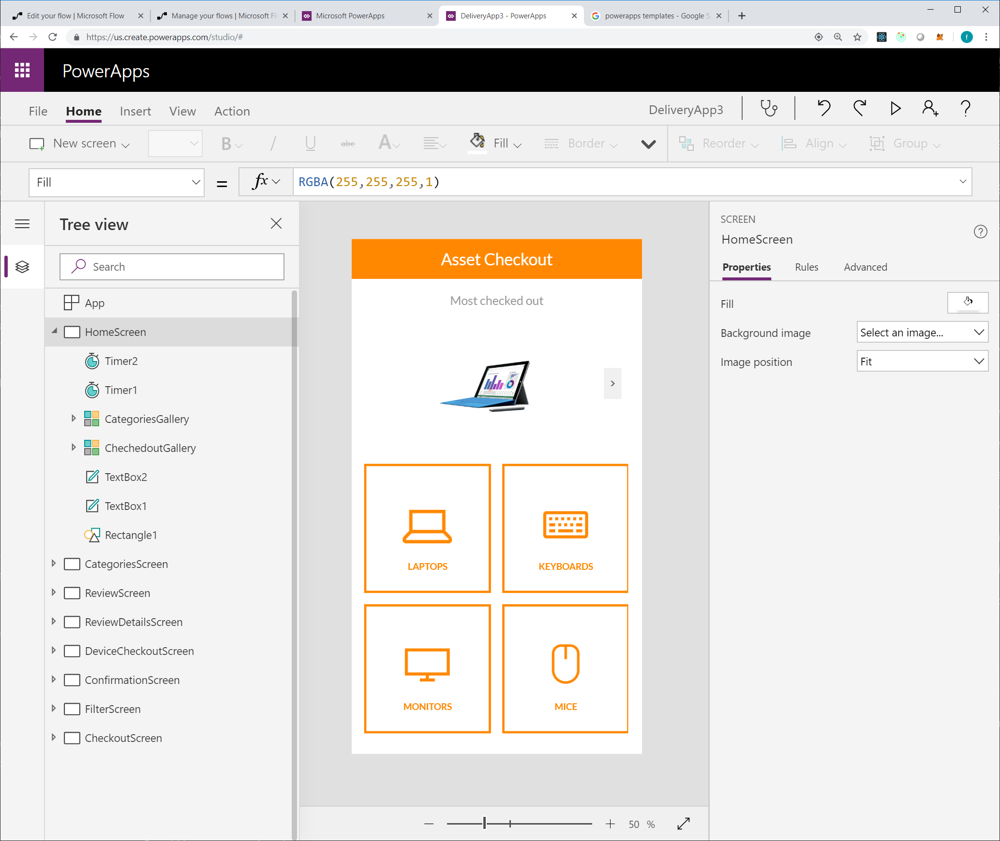 Edit your flow | Microsoft Flow
Manage your flows | Microsoft Fl
Microsoft PowerApps
DeliveryApp3 - PowerApps
powerapps templates - Google S
https://us.create.powerapps.com/studio/#
f
PowerApps
File Home Insert View Action
DeliveryApp3
New screen
B / U abc A
Fill
Border
Reorder
Align
Group
Fill
=
fx
RGBA(255,255,255,1)
Tree view
Search
App
HomeScreen
Timer2
Timer1
CategoriesGallery
ChechedoutGallery
TextBox2
TextBox1
Rectangle1
CategoriesScreen
ReviewScreen
ReviewDetailsScreen
DeviceCheckoutScreen
ConfirmationScreen
FilterScreen
CheckoutScreen
Asset Checkout
Most checked out
LAPTOPS
KEYBOARDS
MONITORS
MICE
50 %
SCREEN
HomeScreen
Properties Rules Advanced
Fill
Background image
Select an image...
Image position
Fit